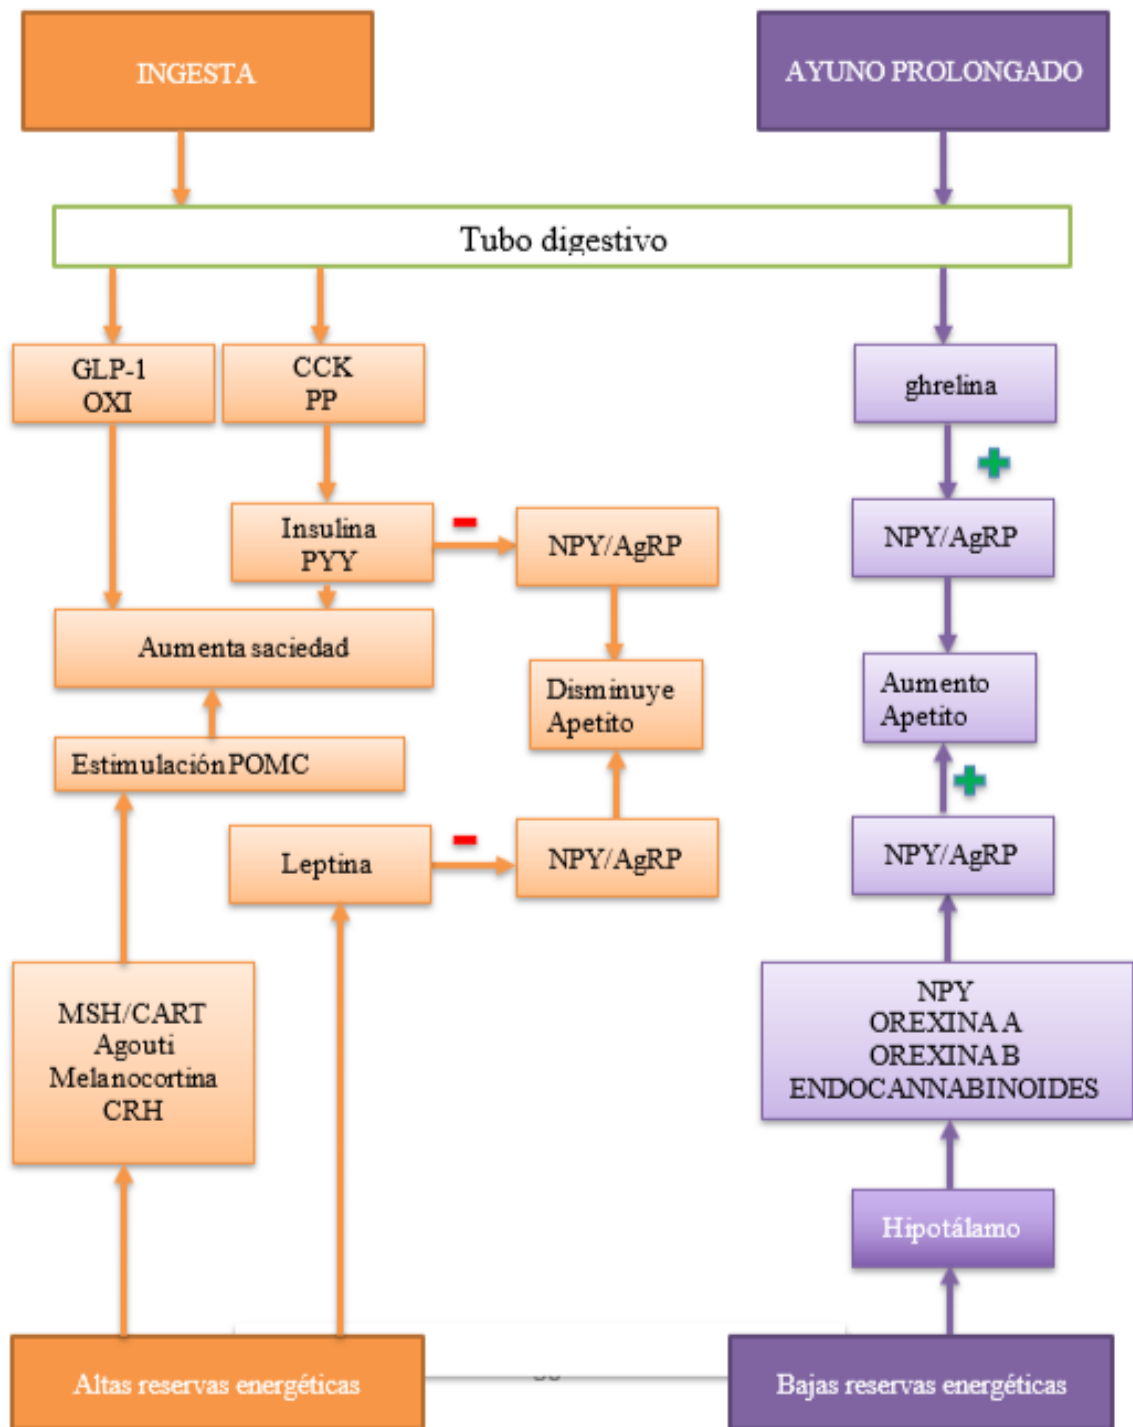 INGESTA
AYUNO PROLONGADO
Tubo digestivo
GLP-1
OXI
CCK
PP
ghrelina
Insulina
PYY
NPY/AgRP
NPY/AgRP
Aumenta saciedad
Disminuye
Apetito
Aumento
Apetito
Estimulación POMC
Leptina
NPY/AgRP
NPY/AgRP
MSH/CART
Agouti
Melanocortina
CRH
NPY
OREXINA A
OREXINA B
ENDOCANNABINOIDES
Hipotálamo
Altas reservas energéticas
Bajas reservas energéticas